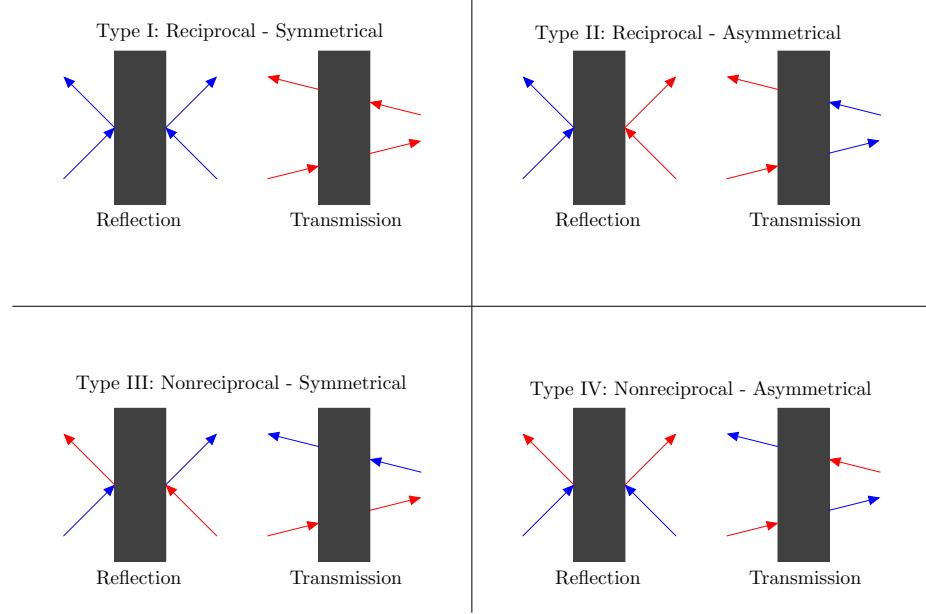 Type I: Reciprocal - Symmetrical
Reflection
Transmission
Type II: Reciprocal - Asymmetrical
Reflection
Transmission
Type III: Nonreciprocal - Symmetrical
Reflection
Transmission
Type IV: Nonreciprocal - Asymmetrical
Reflection
Transmission